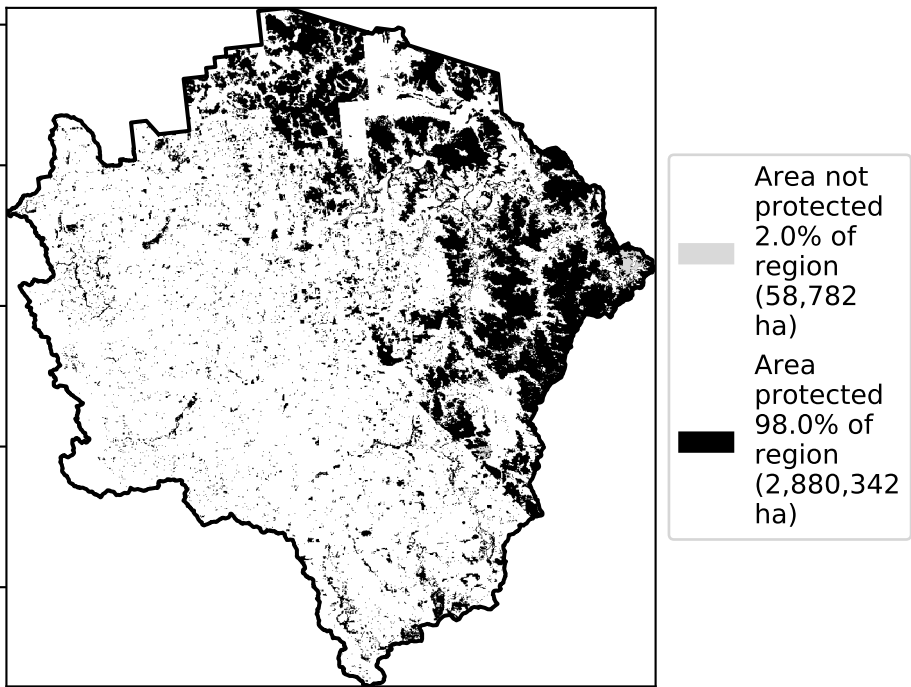 Area not
protected
2.0% of
region
(58,782
ha)
Area
protected
98.0% of
region
(2,880,342
ha)